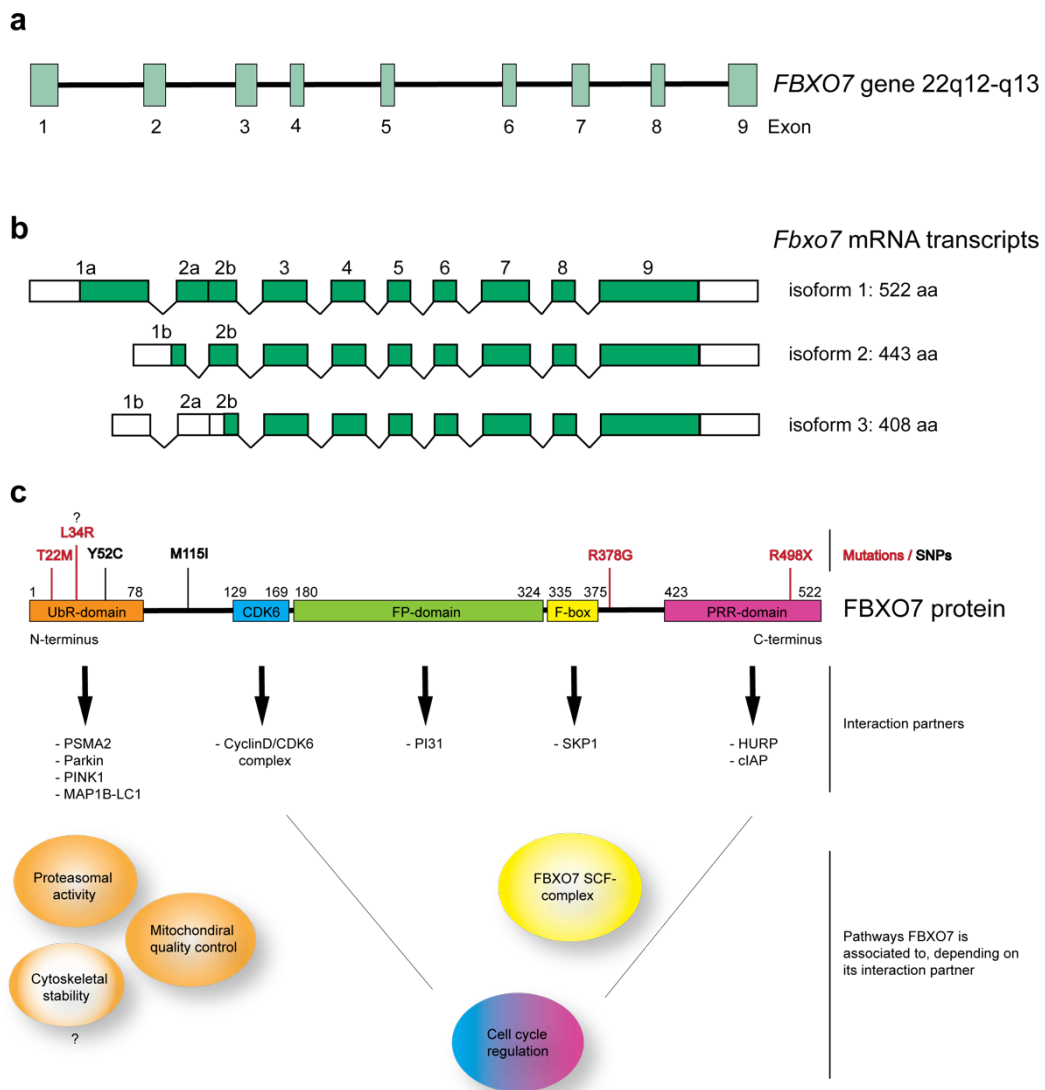 a
FBXO7 gene 22q12-q13
1 2 3 4 5 6 7 8 9 Exon
b
Fbxo7 mRNA transcripts
1a 2a 2b 3 4 5 6 7 8 9
isoform 1: 522 aa
1b 2b
isoform 2: 443 aa
1b 2a 2b
isoform 3: 408 aa
c
?
L34R
T22M Y52C M115I R378G R498X Mutations / SNPs
1 78 129 169 180 324 335 375 423 522
UbR-domain CDK6 FP-domain F-box PRR-domain FBXO7 protein
N-terminus C-terminus
Interaction partners
- PSMA2
- Parkin
- PINK1
- MAP1B-LC1
- CyclinD/CDK6
complex
- PI31
- SKP1
- HURP
- cIAP
Proteasomal
activity
Mitochondiral
quality control
Cytoskeletal
stability
?
FBXO7 SCF-
complex
Cell cycle
regulation
Pathways FBXO7 is
associated to, depending on
its interaction partner